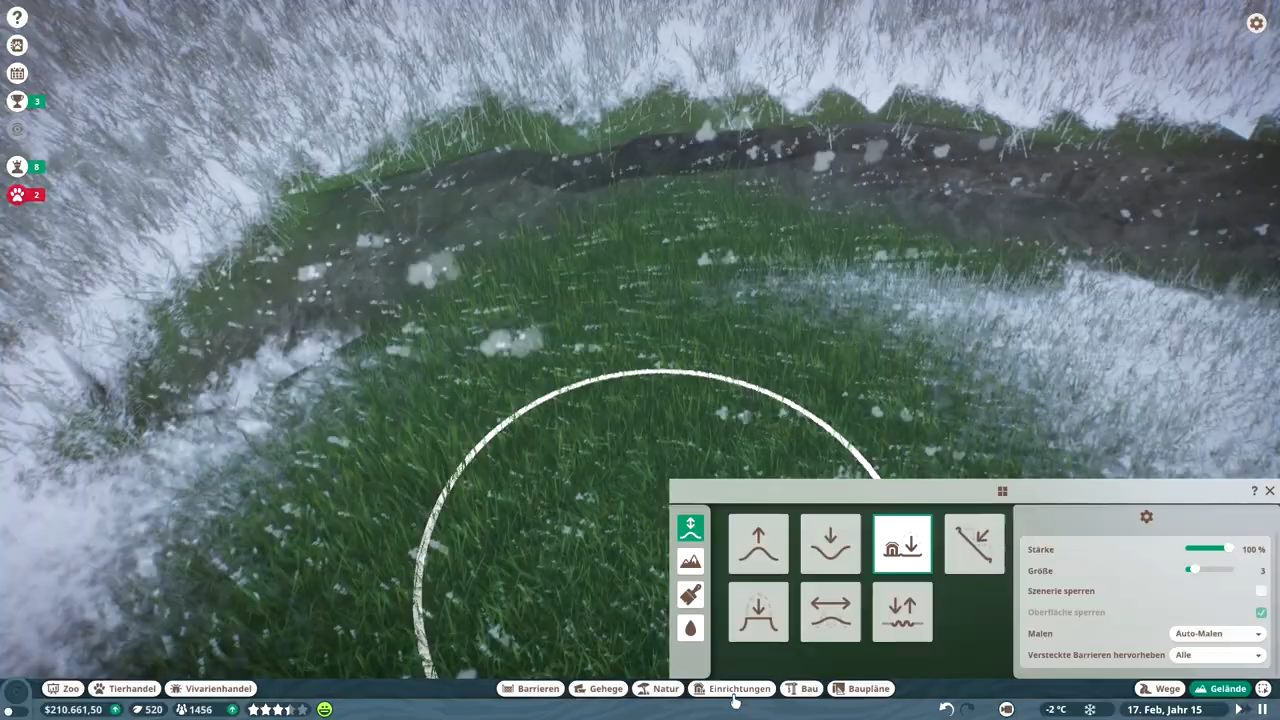 ?
3
8
2
? ×
Stärke 100 %
Größe 3
Szenerie sperren
Oberfläche sperren
Malen Auto-Malen
Versteckte Barrieren hervorheben Alle
Zoo Tierhandel Vivarienhandel Barrieren Gehege Natur Einrichtungen Bau Baupläne Wege Gelände
$210.661,50 520 1456 -2 °C 17. Feb, Jahr 15